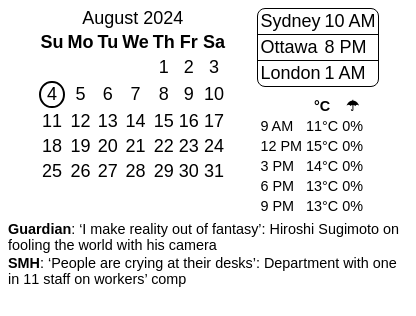 August 2024
Su Mo Tu We Th Fr Sa
1 2 3
4 5 6 7 8 9 10
11 12 13 14 15 16 17
18 19 20 21 22 23 24
25 26 27 28 29 30 31
Sydney 10 AM
Ottawa 8 PM
London 1 AM
°C ☂
9 AM 11°C 0%
12 PM 15°C 0%
3 PM 14°C 0%
6 PM 13°C 0%
9 PM 13°C 0%
Guardian: ‘I make reality out of fantasy’: Hiroshi Sugimoto on
fooling the world with his camera
SMH: ‘People are crying at their desks’: Department with one
in 11 staff on workers’ comp